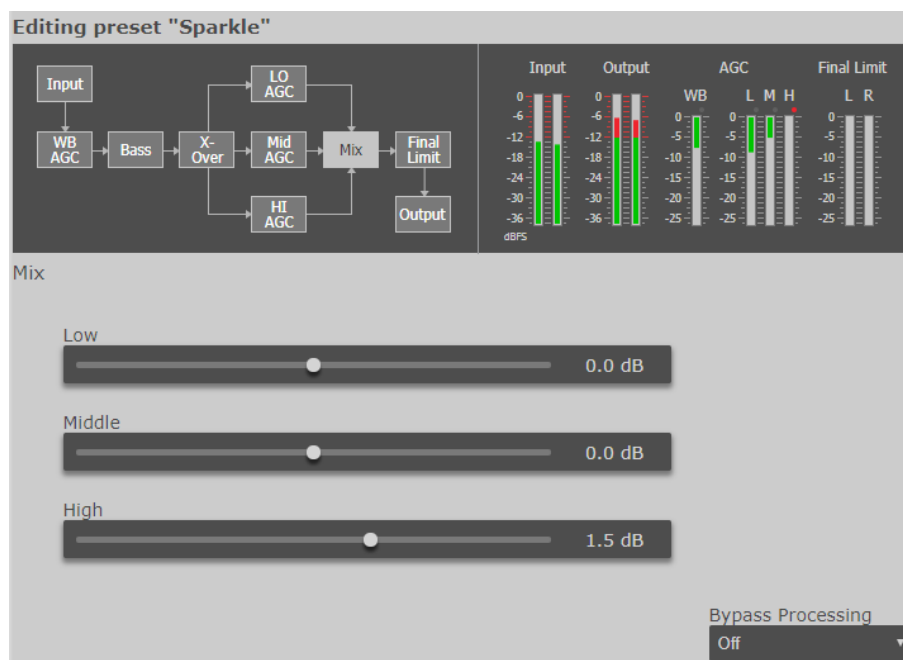 Editing preset "Sparkle"
Input
WB
AGC
Bass
X-
Over
LO
AGC
Mid
AGC
HI
AGC
Mix
Final
Limit
Output
Input Output AGC Final Limit
WB L M H L R
0 0 0 0 0
-6 -6 -5 -5 -5
-12 -12 -10 -10 -10
-18 -18 -15 -15 -15
-24 -24 -20 -20 -20
-30 -30 -25 -25 -25
-36 -36
dBFS
Mix
Low
0.0 dB
Middle
0.0 dB
High
1.5 dB
Bypass Processing
Off